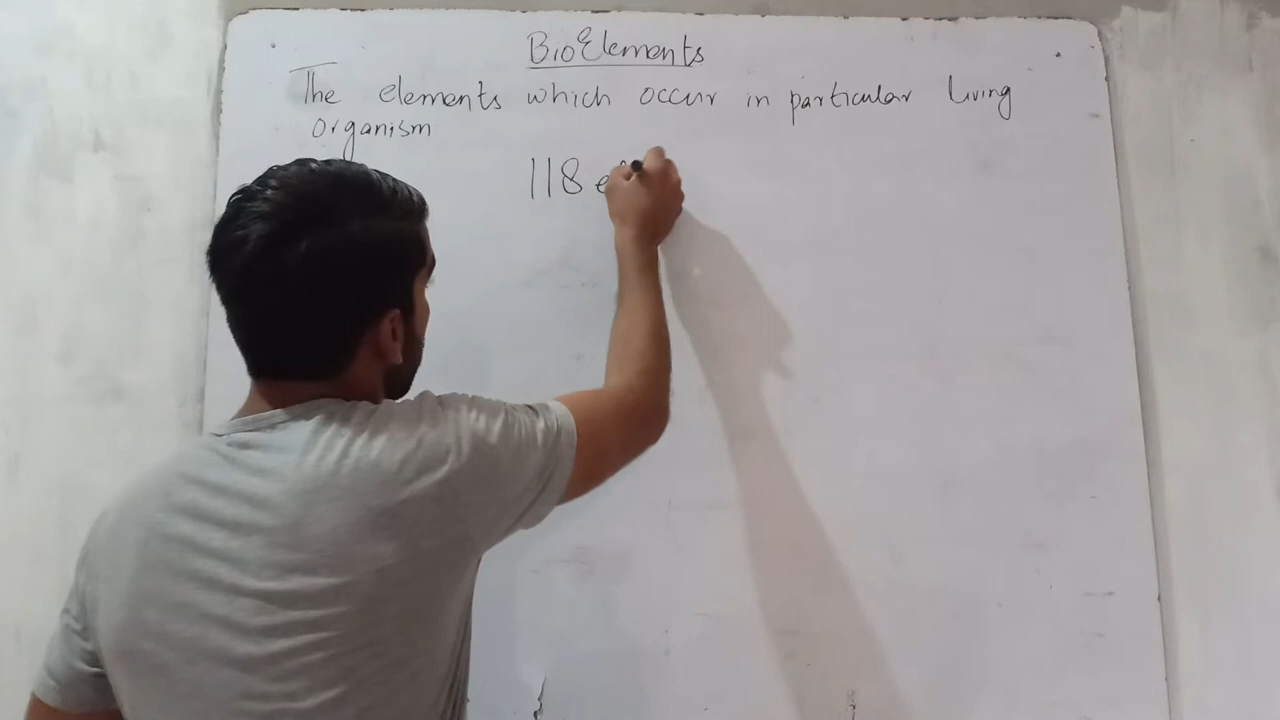 BioElements
The elements which occur in particular living
organism
118